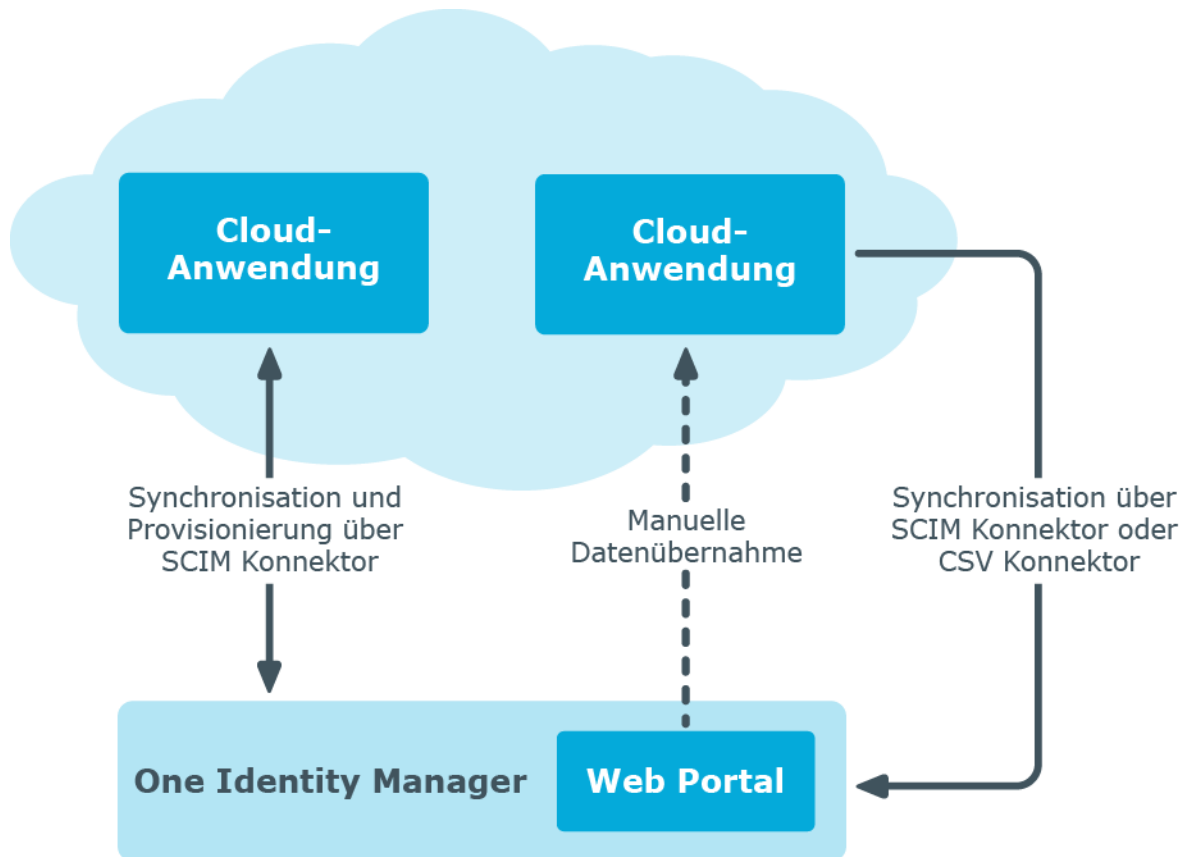 Cloud-
Anwendung
Cloud-
Anwendung
Synchronisation und
Provisionierung über
SCIM Konnektor
Manuelle
Datenübernahme
Synchronisation über
SCIM Konnektor oder
CSV Konnektor
One Identity Manager
Web Portal